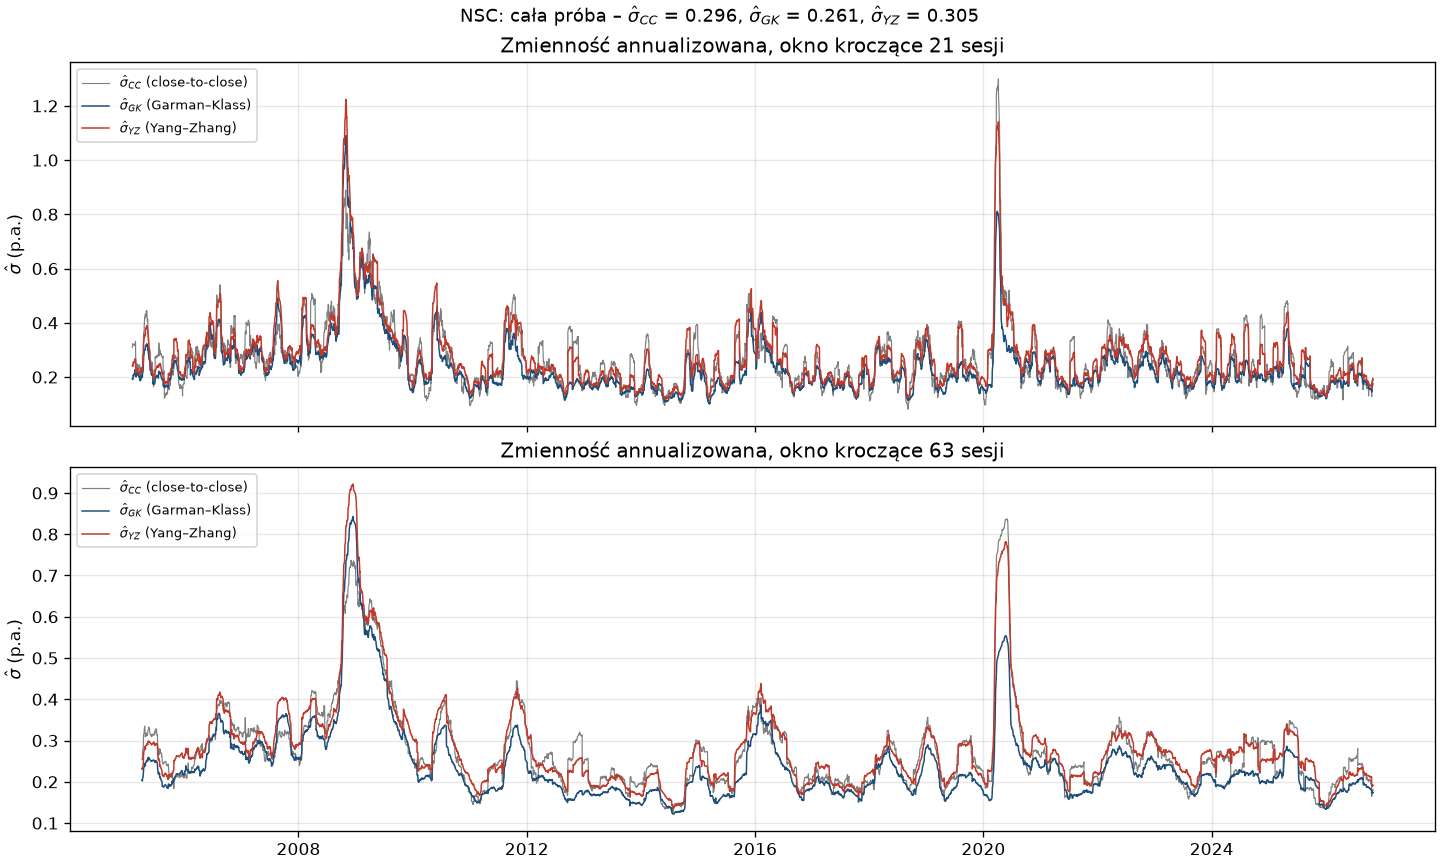 NSC: cała próba – σ̂CC = 0.296, σ̂GK = 0.261, σ̂YZ = 0.305
Zmienność annualizowana, okno kroczące 21 sesji
σ̂CC (close-to-close)
σ̂GK (Garman–Klass)
σ̂YZ (Yang–Zhang)
σ̂ (p.a.)
1.2
1.0
0.8
0.6
0.4
0.2
Zmienność annualizowana, okno kroczące 63 sesji
σ̂CC (close-to-close)
σ̂GK (Garman–Klass)
σ̂YZ (Yang–Zhang)
σ̂ (p.a.)
0.9
0.8
0.7
0.6
0.5
0.4
0.3
0.2
0.1
2008 2012 2016 2020 2024